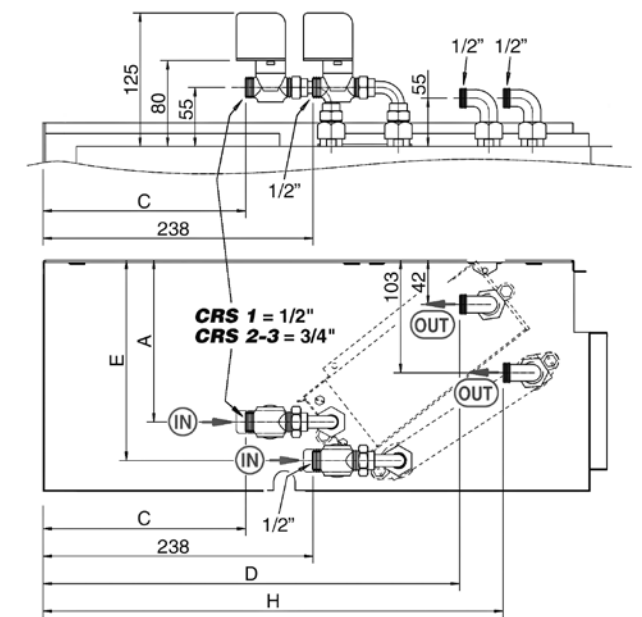 125
80
55
1/2" 1/2"
55
1/2"
C
238
CRS 1 = 1/2"
CRS 2-3 = 3/4"
E
A
103
42
OUT
OUT
IN
IN
1/2"
C
238
D
H